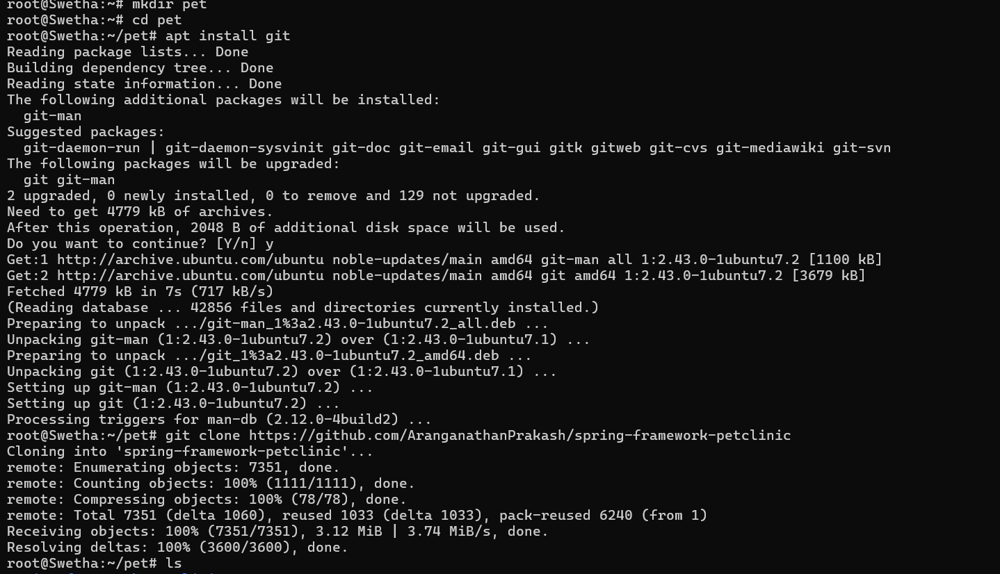 root@Swetha:~# mkdir pet
root@Swetha:~# cd pet
root@Swetha:~/pet# apt install git
Reading package lists... Done
Building dependency tree... Done
Reading state information... Done
The following additional packages will be installed:
  git-man
Suggested packages:
  git-daemon-run | git-daemon-sysvinit git-doc git-email git-gui gitk gitweb git-cvs git-mediawiki git-svn
The following packages will be upgraded:
  git git-man
2 upgraded, 0 newly installed, 0 to remove and 129 not upgraded.
Need to get 4779 kB of archives.
After this operation, 2048 B of additional disk space will be used.
Do you want to continue? [Y/n] y
Get:1 http://archive.ubuntu.com/ubuntu noble-updates/main amd64 git-man all 1:2.43.0-1ubuntu7.2 [1100 kB]
Get:2 http://archive.ubuntu.com/ubuntu noble-updates/main amd64 git amd64 1:2.43.0-1ubuntu7.2 [3679 kB]
Fetched 4779 kB in 7s (717 kB/s)
(Reading database ... 42856 files and directories currently installed.)
Preparing to unpack .../git-man_1%3a2.43.0-1ubuntu7.2_all.deb ...
Unpacking git-man (1:2.43.0-1ubuntu7.2) over (1:2.43.0-1ubuntu7.1) ...
Preparing to unpack .../git_1%3a2.43.0-1ubuntu7.2_amd64.deb ...
Unpacking git (1:2.43.0-1ubuntu7.2) over (1:2.43.0-1ubuntu7.1) ...
Setting up git-man (1:2.43.0-1ubuntu7.2) ...
Setting up git (1:2.43.0-1ubuntu7.2) ...
Processing triggers for man-db (2.12.0-4build2) ...
root@Swetha:~/pet# git clone https://github.com/AranganathanPrakash/spring-framework-petclinic
Cloning into 'spring-framework-petclinic'...
remote: Enumerating objects: 7351, done.
remote: Counting objects: 100% (1111/1111), done.
remote: Compressing objects: 100% (78/78), done.
remote: Total 7351 (delta 1060), reused 1033 (delta 1033), pack-reused 6240 (from 1)
Receiving objects: 100% (7351/7351), 3.12 MiB | 3.74 MiB/s, done.
Resolving deltas: 100% (3600/3600), done.
root@Swetha:~/pet# ls